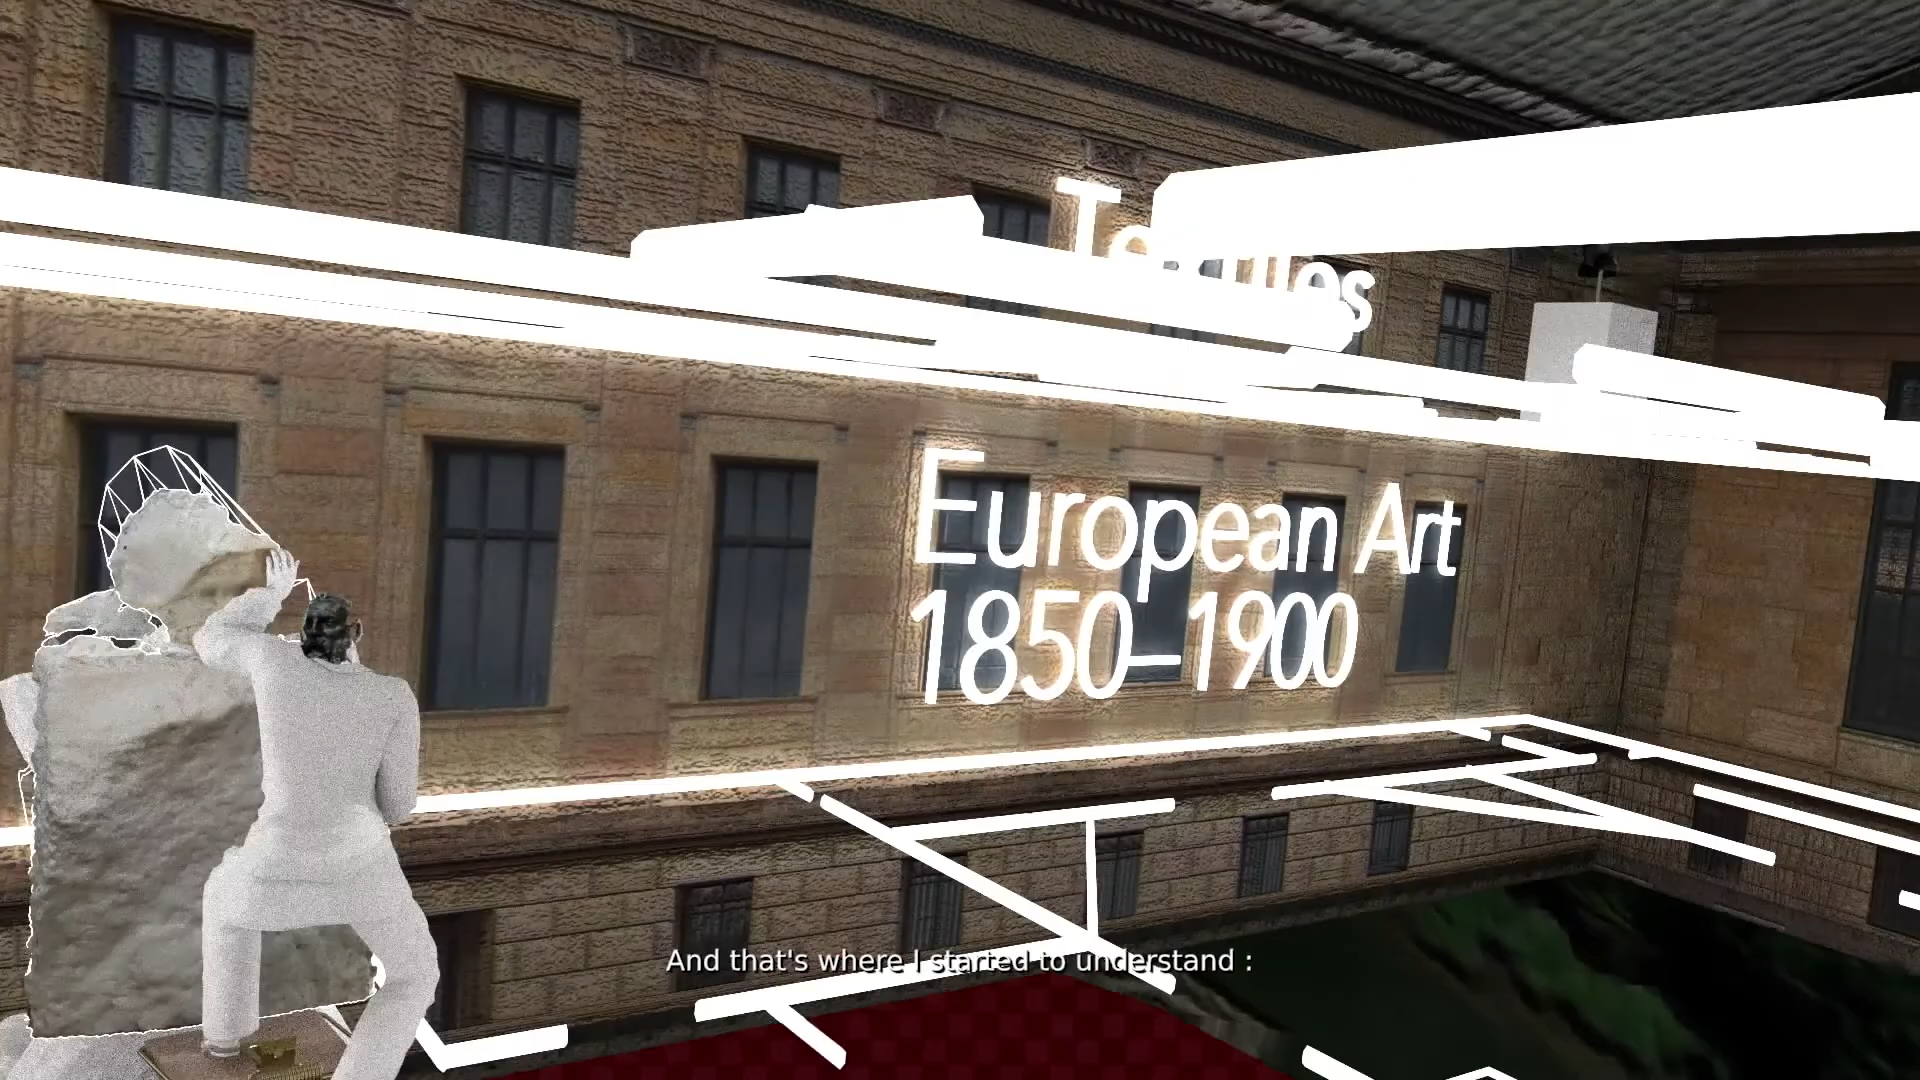 European Art
1850–1900
And that's where I started to understand :